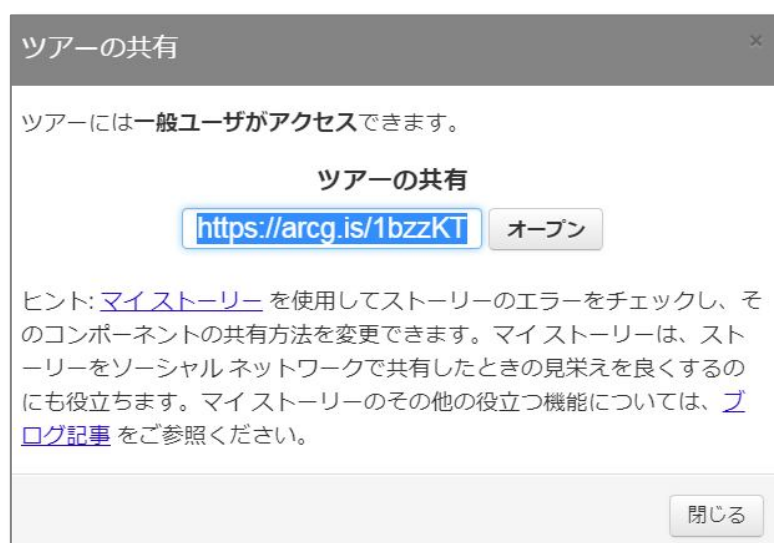 ツアーの共有
×
ツアーには一般ユーザがアクセスできます。
ツアーの共有
https://arcg.is/1bzzKT オープン
ヒント: マイ ストーリー を使用してストーリーのエラーをチェックし、そ
のコンポーネントの共有方法を変更できます。マイ ストーリーは、スト
ーリーをソーシャル ネットワークで共有したときの見栄えを良くするの
にも役立ちます。マイ ストーリーのその他の役立つ機能については、ブ
ログ記事 をご参照ください。
閉じる